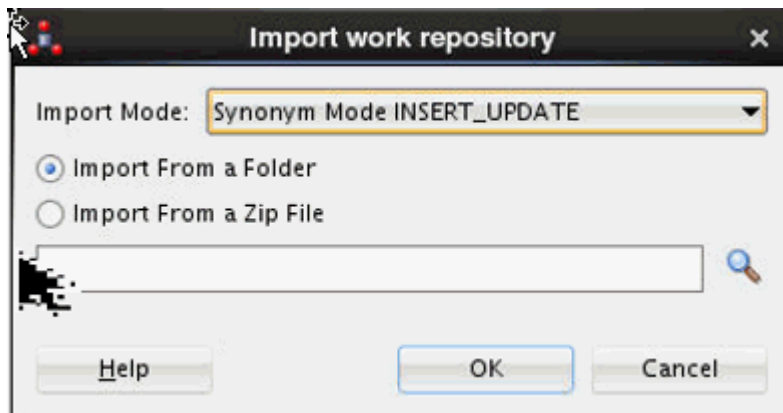 Import work repository
Import Mode: Synonym Mode INSERT_UPDATE
Import From a Folder
Import From a Zip File
Help OK Cancel